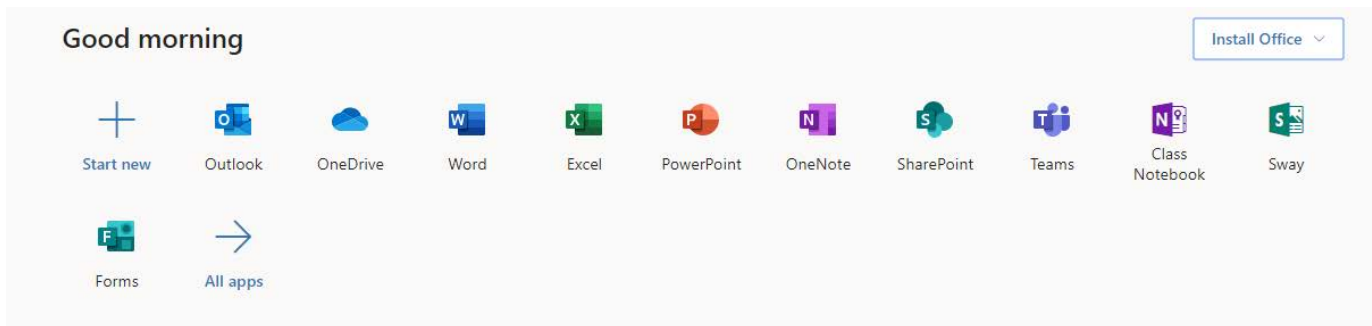 Good morning
Install Office
Start new
Outlook
OneDrive
Word
Excel
PowerPoint
OneNote
SharePoint
Teams
Class
Notebook
Sway
Forms
All apps